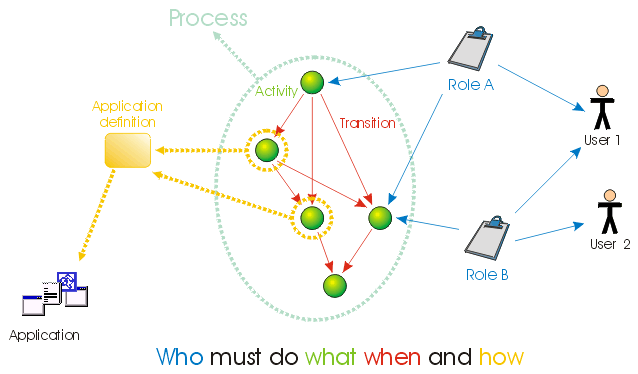 Process
Activity
Role A
Application
definition
Transition
User 1
User 2
Role B
Application
Who must do what when and how